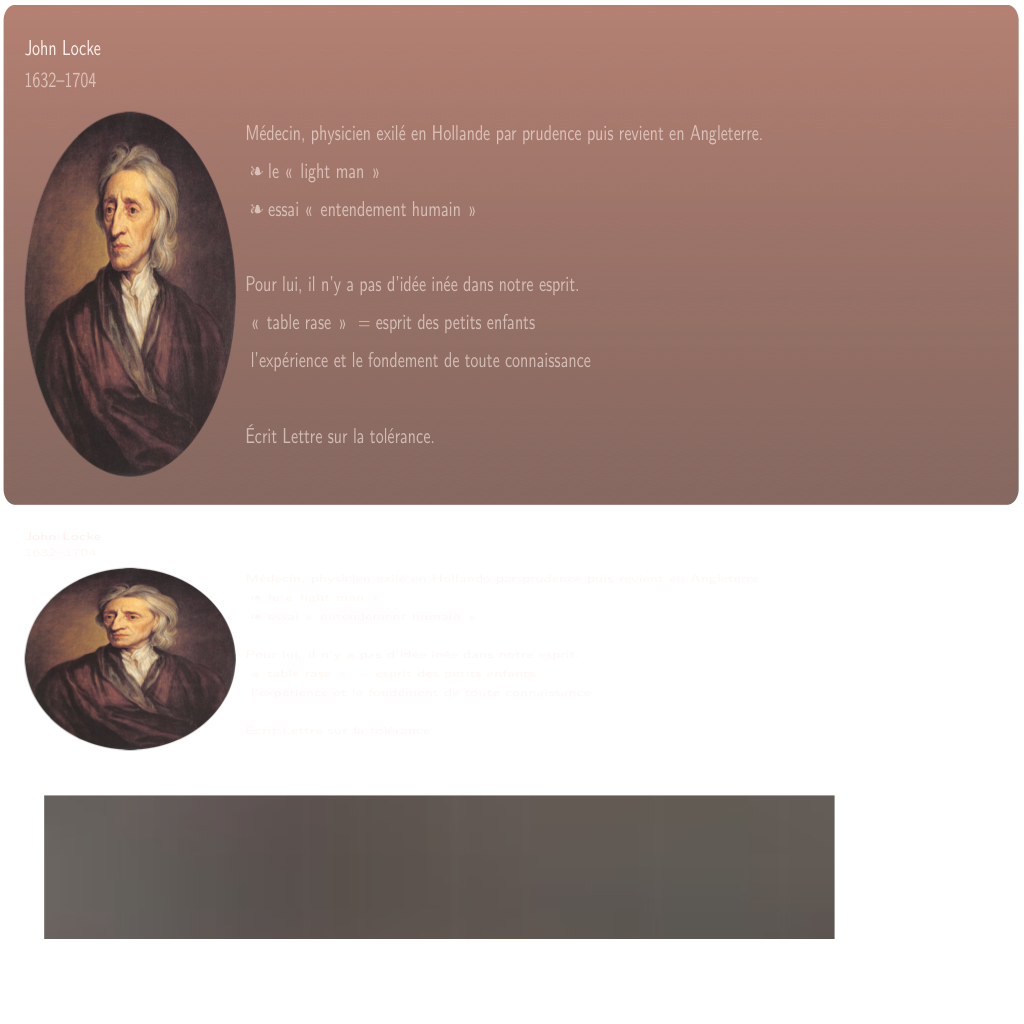 John Locke
1632–1704
Médecin, physicien exilé en Hollande par prudence puis revient en Angleterre.
❧ le « light man »
❧ essai « entendement humain »
Pour lui, il n'y a pas d'idée inée dans notre esprit.
« table rase » = esprit des petits enfants
l'expérience et le fondement de toute connaissance
Écrit Lettre sur la tolérance.
John Locke
1632–1704
Médecin, physicien exilé en Hollande par prudence puis revient en Angleterre.
❧ le « light man »
❧ essai « entendement humain »
Pour lui, il n'y a pas d'idée inée dans notre esprit.
« table rase » = esprit des petits enfants
l'expérience et le fondement de toute connaissance
Écrit Lettre sur la tolérance.